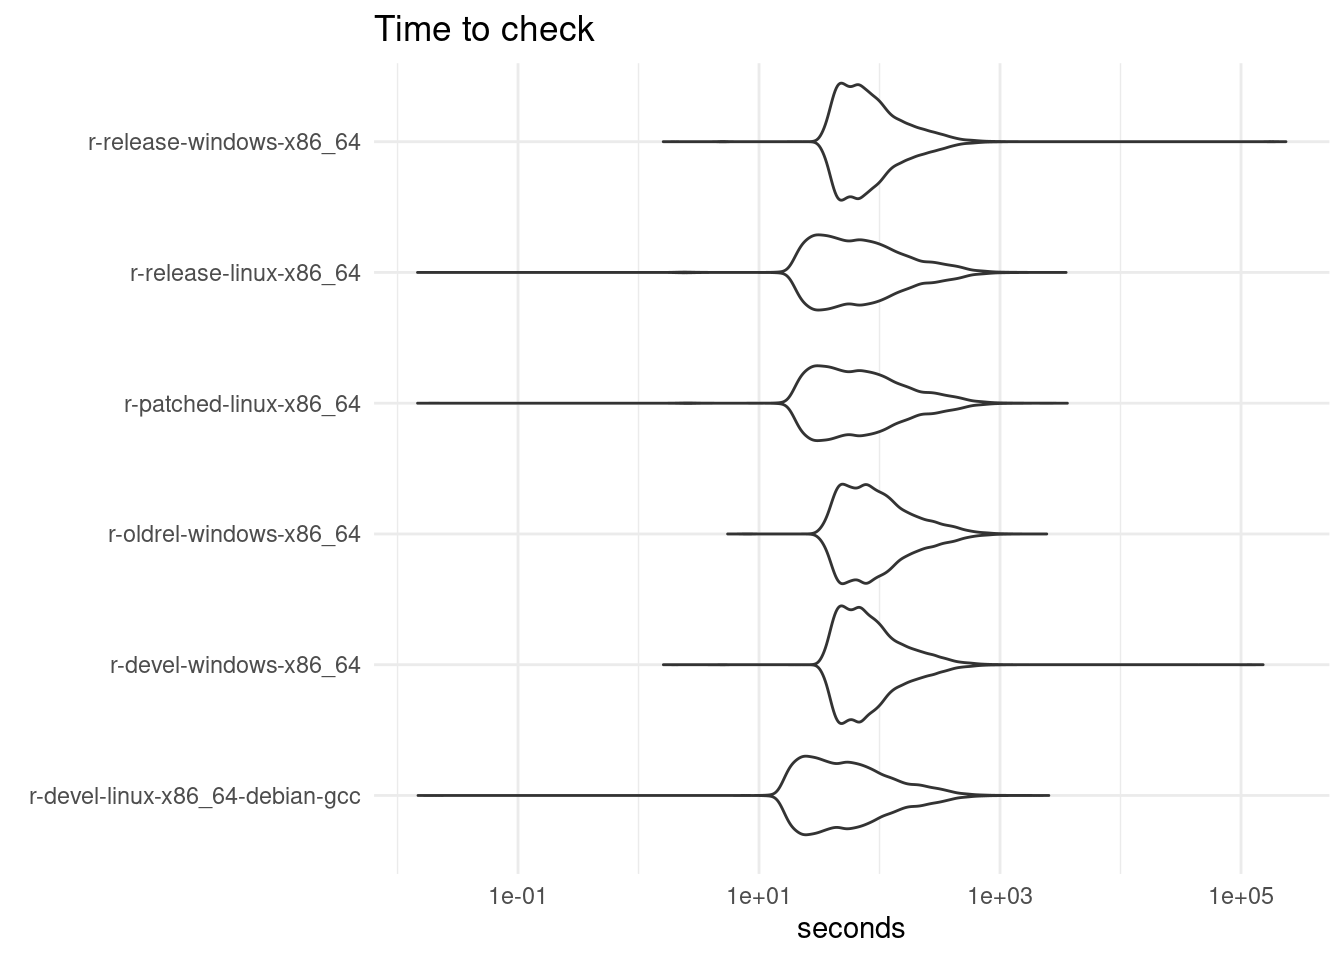 Time to check
r-release-windows-x86_64
r-release-linux-x86_64
r-patched-linux-x86_64
r-oldrel-windows-x86_64
r-devel-windows-x86_64
r-devel-linux-x86_64-debian-gcc
1e-01 1e+01 1e+03 1e+05
seconds